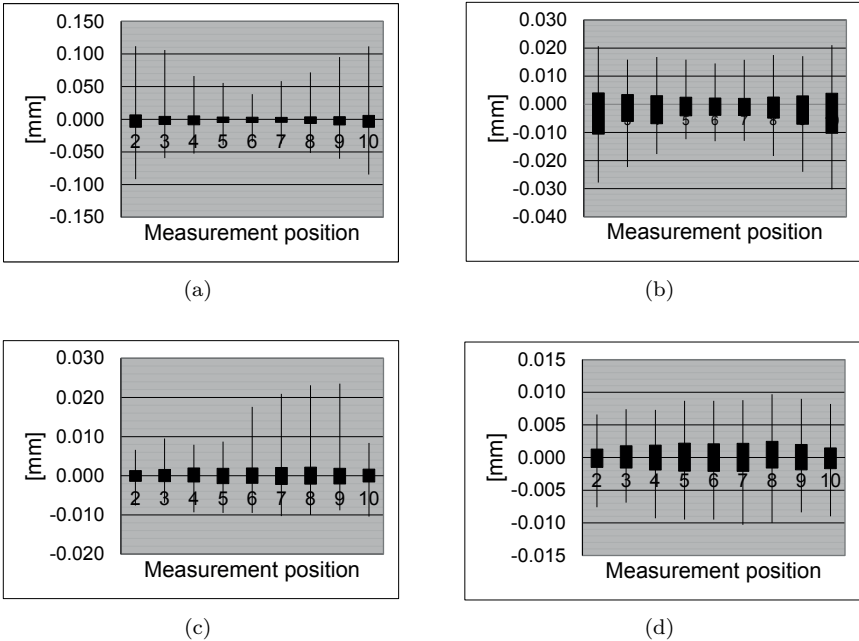 0.150
0.100
0.050
0.000
-0.050
-0.100
-0.150
[mm]
2 3 4 5 6 7 8 9 10
Measurement position
(a)
0.030
0.020
0.010
0.000
-0.010
-0.020
-0.030
-0.040
[mm]
5 6 7
Measurement position
(b)
0.030
0.020
0.010
0.000
-0.010
-0.020
[mm]
2 3 4 5 6 7 8 9 10
Measurement position
(c)
0.015
0.010
0.005
0.000
-0.005
-0.010
-0.015
[mm]
2 3 4 5 6 7 8 9 10
Measurement position
(d)